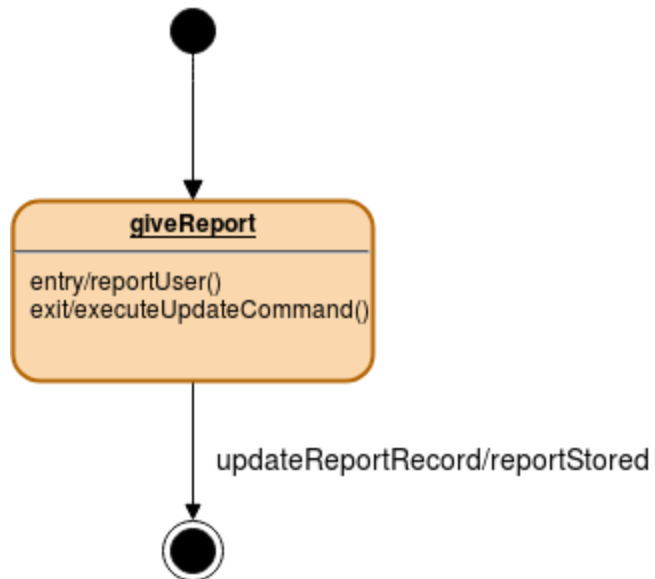 giveReport
entry/reportUser()
exit/executeUpdateCommand()
updateReportRecord/reportStored